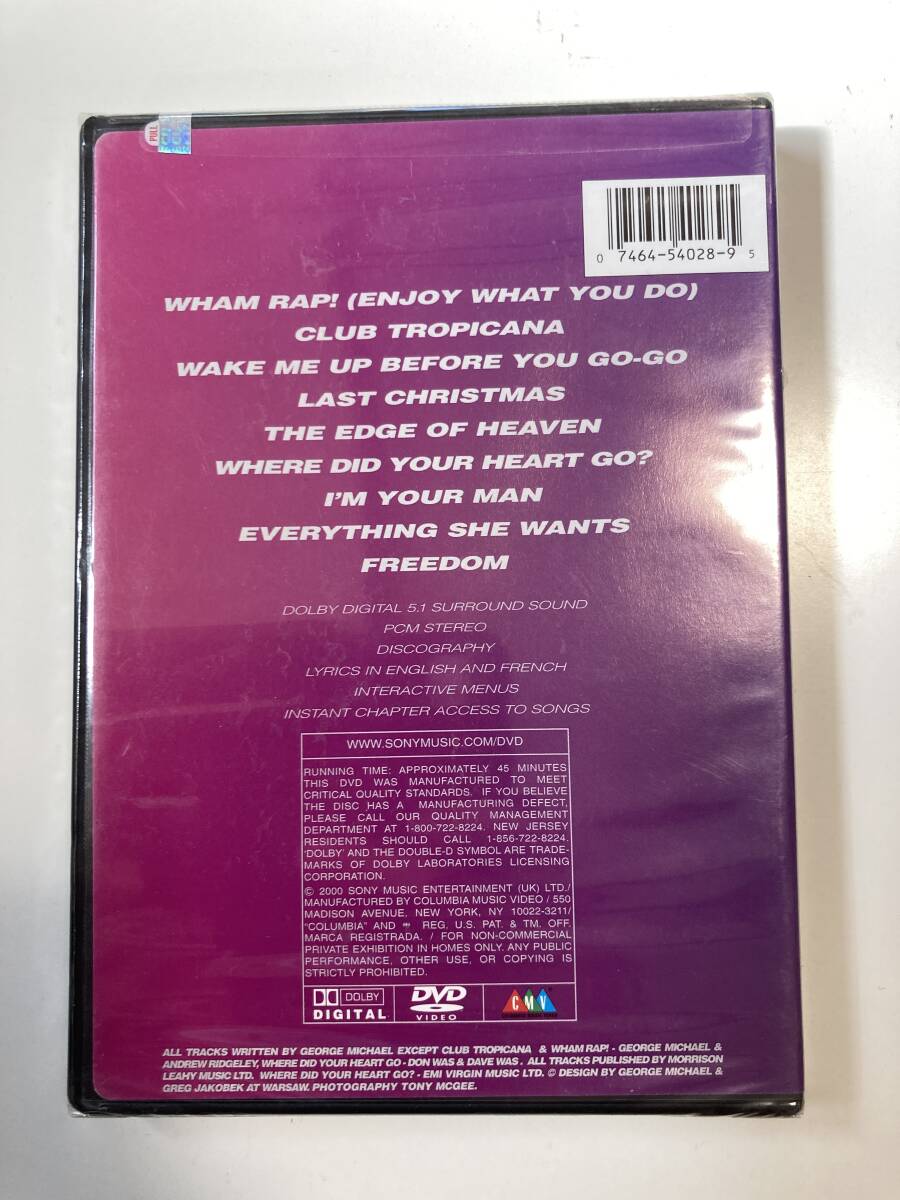 PULL
0 7464-54028-9 5
WHAM RAP! (ENJOY WHAT YOU DO)
CLUB TROPICANA
WAKE ME UP BEFORE YOU GO-GO
LAST CHRISTMAS
THE EDGE OF HEAVEN
WHERE DID YOUR HEART GO?
I'M YOUR MAN
EVERYTHING SHE WANTS
FREEDOM
DOLBY DIGITAL 5.1 SURROUND SOUND
PCM STEREO
DISCOGRAPHY
LYRICS IN ENGLISH AND FRENCH
INTERACTIVE MENUS
INSTANT CHAPTER ACCESS TO SONGS
WWW.SONYMUSIC.COM/DVD
RUNNING TIME: APPROXIMATELY 45 MINUTES
THIS DVD WAS MANUFACTURED TO MEET
CRITICAL QUALITY STANDARDS. IF YOU BELIEVE
THE DISC HAS A MANUFACTURING DEFECT,
PLEASE CALL OUR QUALITY MANAGEMENT
DEPARTMENT AT 1-800-722-8224. NEW JERSEY
RESIDENTS SHOULD CALL 1-856-722-8224.
'DOLBY' AND THE DOUBLE-D SYMBOL ARE TRADE-
MARKS OF DOLBY LABORATORIES LICENSING
CORPORATION.
© 2000 SONY MUSIC ENTERTAINMENT (UK) LTD./
MANUFACTURED BY COLUMBIA MUSIC VIDEO / 550
MADISON AVENUE. NEW YORK, NY 10022-3211/
"COLUMBIA" AND REG. U.S. PAT. & TM. OFF.
MARCA REGISTRADA. / FOR NON-COMMERCIAL
PRIVATE EXHIBITION IN HOMES ONLY. ANY PUBLIC
PERFORMANCE, OTHER USE, OR COPYING IS
STRICTLY PROHIBITED.
DOLBY
DIGITAL
DVD
VIDEO
CMV
ALL TRACKS WRITTEN BY GEORGE MICHAEL EXCEPT CLUB TROPICANA & WHAM RAP! - GEORGE MICHAEL &
ANDREW RIDGELEY, WHERE DID YOUR HEART GO - DON WAS & DAVE WAS , ALL TRACKS PUBLISHED BY MORRISON
LEAHY MUSIC LTD. WHERE DID YOUR HEART GO? - EMI VIRGIN MUSIC LTD. © DESIGN BY GEORGE MICHAEL &
GREG JAKOBEK AT WARSAW. PHOTOGRAPHY TONY MCGEE.